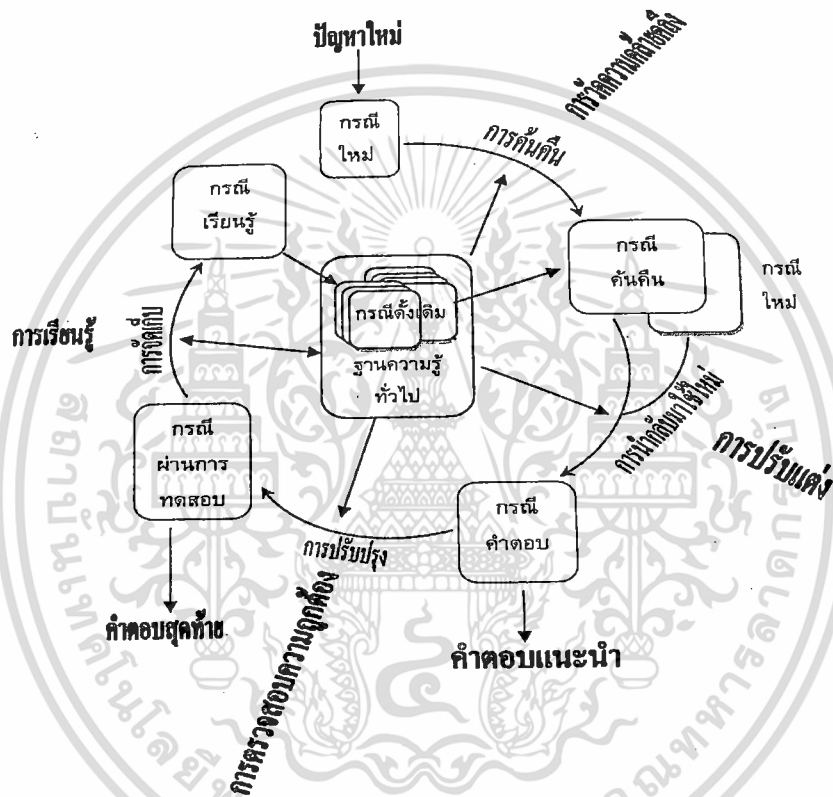 ปัญหาใหม่
กรณี
ใหม่
การค้นคืน
การวัดความคล้ายคลึง
กรณี
เรียนรู้
กรณี
ค้นคืน
กรณี
ใหม่
กรณีดั้งเดิม
ฐานความรู้
ทั่วไป
การเรียนรู้
การจัดเก็บ
กรณี
ผ่านการ
ทดสอบ
การนำกลับมาใช้ใหม่
การปรับแต่ง
กรณี
คำตอบ
การปรับปรุง
การตรวจสอบความถูกต้อง
คำตอบสุดท้าย
คำตอบแนะนำ